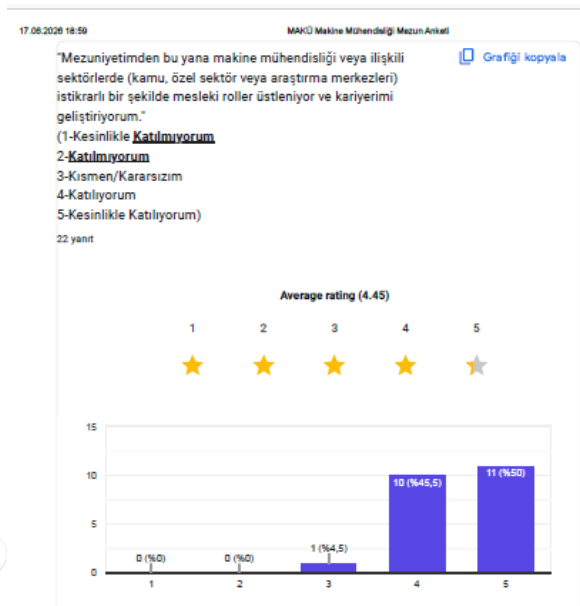 17.06.2026 18:59 MAKÜ Makine Mühendisliği Mezun Anketi
"Mezuniyetimden bu yana makine mühendisliği veya ilişkili
Grafiği kopyala
sektörlerde (kamu, özel sektör veya araştırma merkezleri)
istikrarlı bir şekilde mesleki roller üstleniyor ve kariyerimi
geliştiriyorum."
(1-Kesinlikle Katılmıyorum
2-Katılmıyorum
3-Kısmen/Kararsızım
4-Katılıyorum
5-Kesinlikle Katılıyorum)
22 yanıt
Average rating (4.45)
1 2 3 4 5
15
10
5
0
0 (%0) 0 (%0) 1 (%4,5) 10 (%45,5) 11 (%50)
1 2 3 4 5